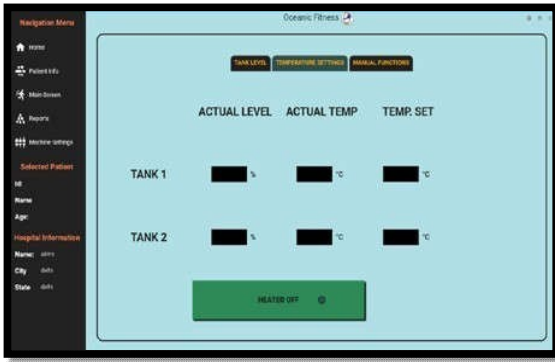 Oceanic Fitness
Navigation Menu
Home
Patient Info
Main Screen
Reports
Machine Settings
Selected Patient
Id
Name
Age:
Hospital Information
Name:
City
State
TANK LEVEL
TEMPERATURE SETTINGS
MANUAL FUNCTIONS
ACTUAL LEVEL ACTUAL TEMP TEMP. SET
TANK 1 % °C °C
TANK 2 % °C °C
HEATER OFF